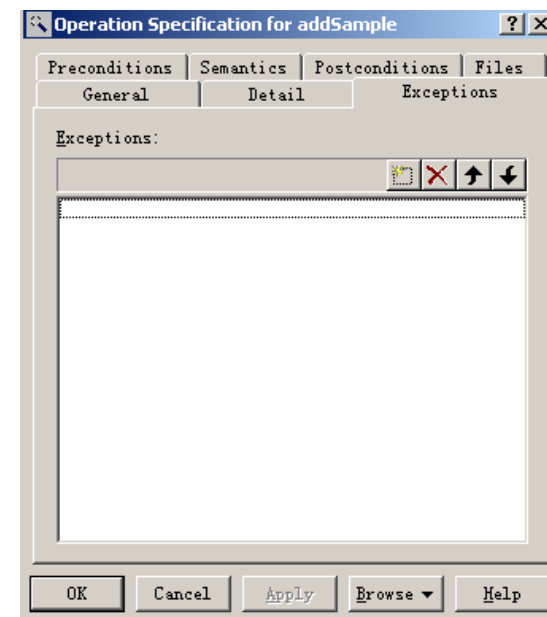 Operation Specification for addSample
Preconditions Semantics Postconditions Files
General Detail Exceptions
Exceptions:
OK Cancel Apply Browse Help